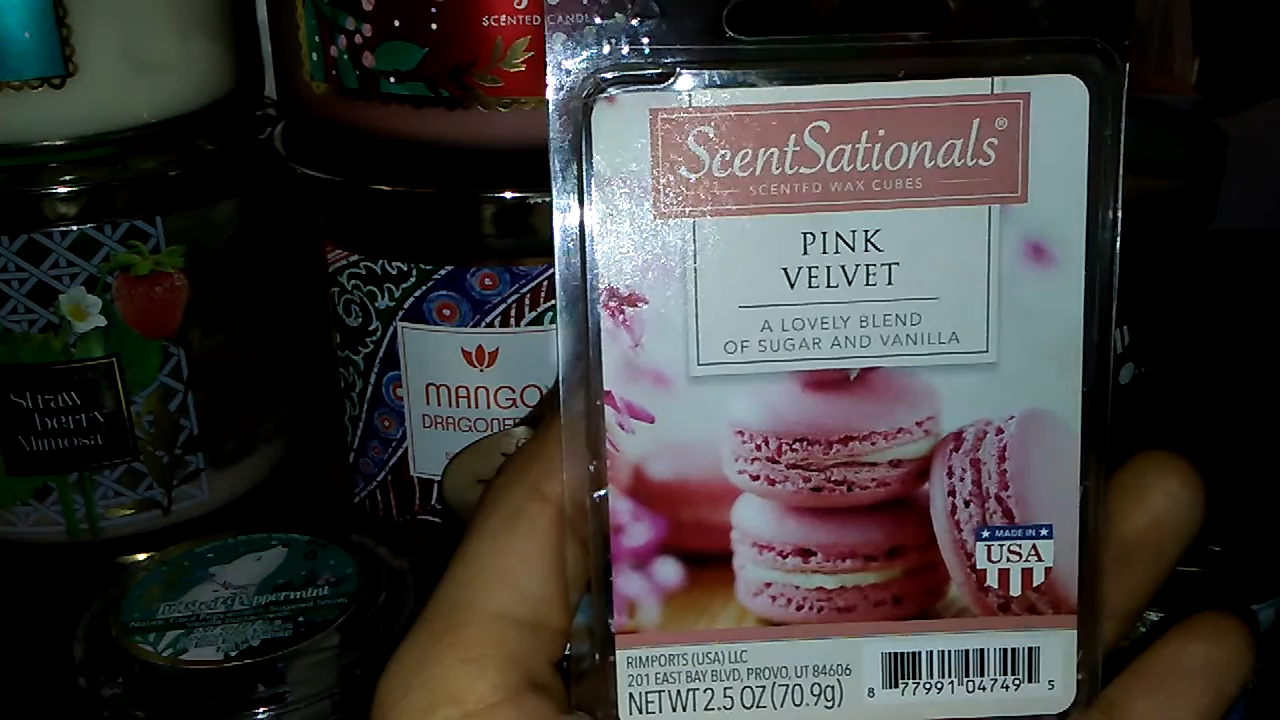 SCENTED CANDL
ScentSationals®
SCENTED WAX CUBES
PINK
VELVET
A LOVELY BLEND
OF SUGAR AND VANILLA
MADE IN
USA
RIMPORTS (USA) LLC
201 EAST BAY BLVD, PROVO, UT 84606
NET WT 2.5 OZ (70.9g)
8 77991 04749 5
Straw
berry
Mimosa
MANGO
DRAGONF
Twisted Peppermint